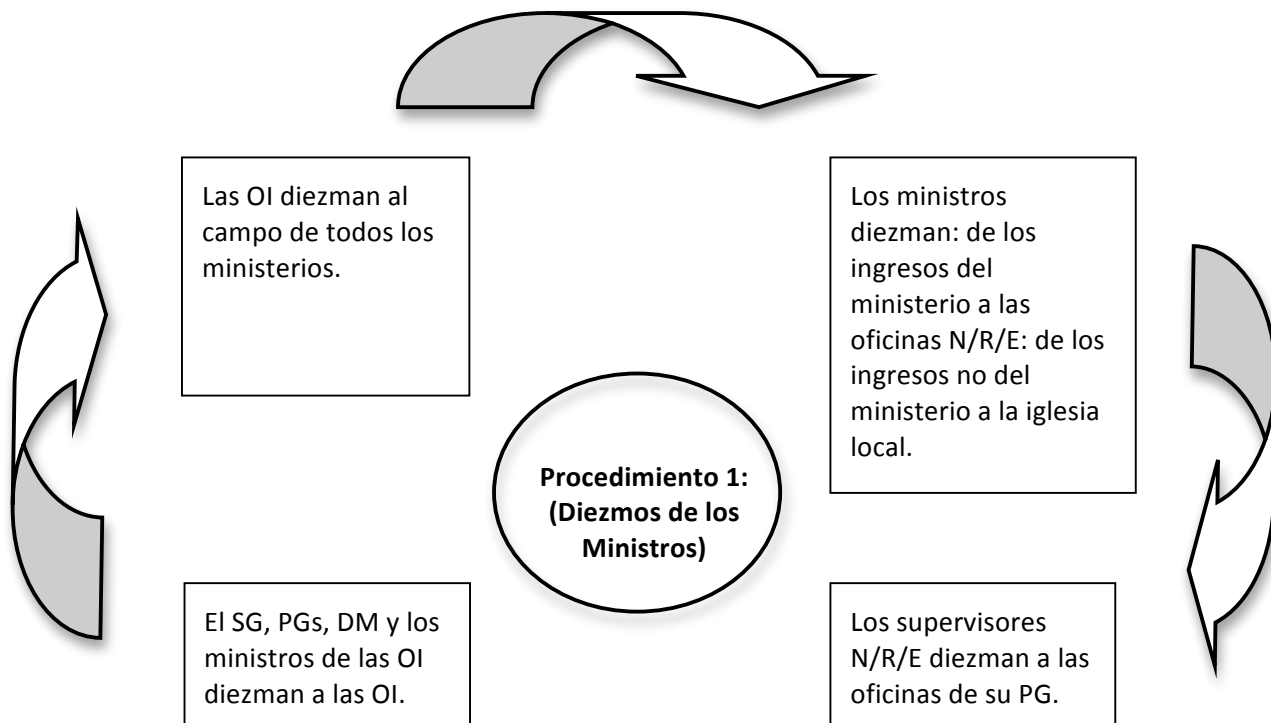 Las OI diezman al
campo de todos los
ministerios.
Los ministros
diezman: de los
ingresos del
ministerio a las
oficinas N/R/E: de los
ingresos no del
ministerio a la iglesia
local.
Procedimiento 1:
(Diezmos de los
Ministros)
El SG, PGs, DM y los
ministros de las OI
diezman a las OI.
Los supervisores
N/R/E diezman a las
oficinas de su PG.